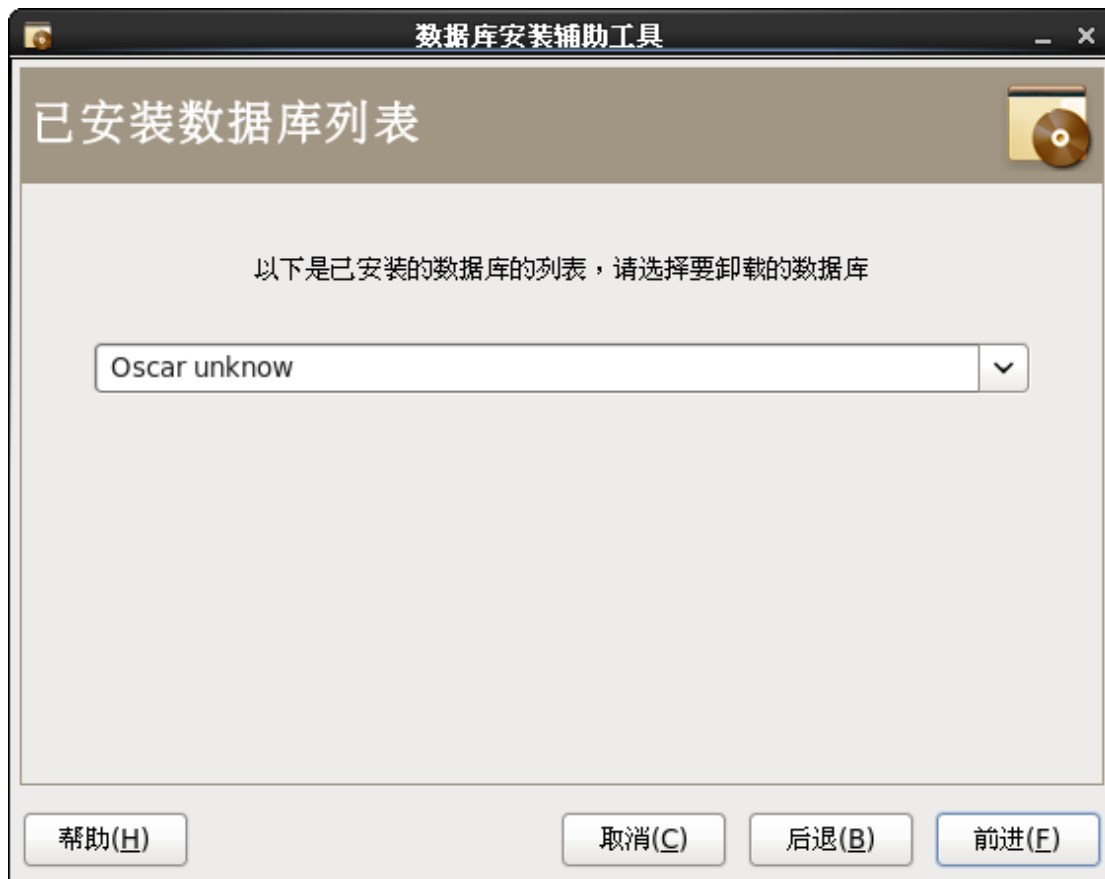 数据库安装辅助工具
已安装数据库列表
以下是已安装的数据库的列表，请选择要卸载的数据库
Oscar unknow
帮助(H) 取消(C) 后退(B) 前进(F)